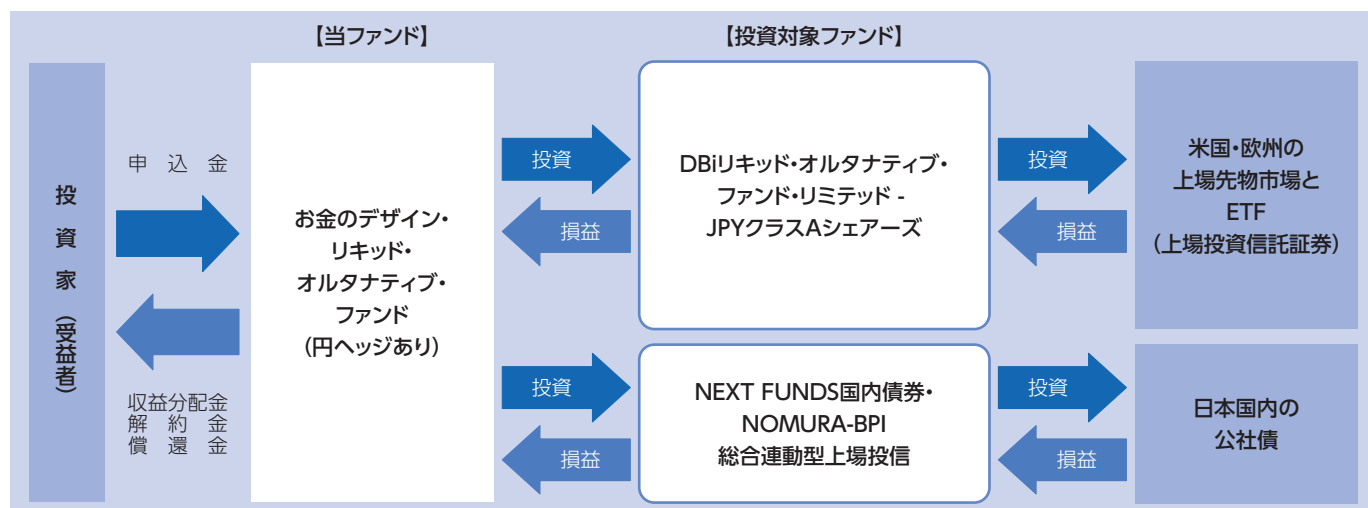 【当ファンド】
【投資対象ファンド】
投資家(受益者)
申込金
収益分配金
解約金
償還金
お金のデザイン・
リキッド・
オルタナティブ・
ファンド
(円ヘッジあり)
投資
損益
DBiリキッド・オルタナティブ・
ファンド・リミテッド -
JPYクラスAシェアーズ
投資
損益
米国・欧州の
上場先物市場と
ETF
(上場投資信託証券)
投資
損益
NEXT FUNDS国内債券・
NOMURA-BPI
総合連動型上場投信
投資
損益
日本国内の
公社債